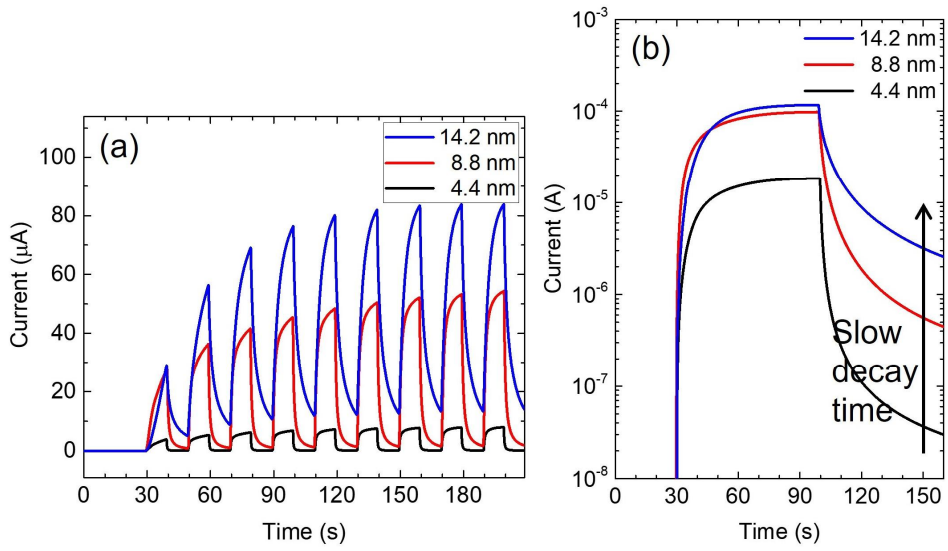 (a)
14.2 nm
8.8 nm
4.4 nm
Current (μA)
100
80
60
40
20
0
0 30 60 90 120 150 180
Time (s)
(b)
14.2 nm
8.8 nm
4.4 nm
Current (A)
10⁻³
10⁻⁴
10⁻⁵
10⁻⁶
10⁻⁷
10⁻⁸
Slow
decay
time
0 30 60 90 120 150
Time (s)